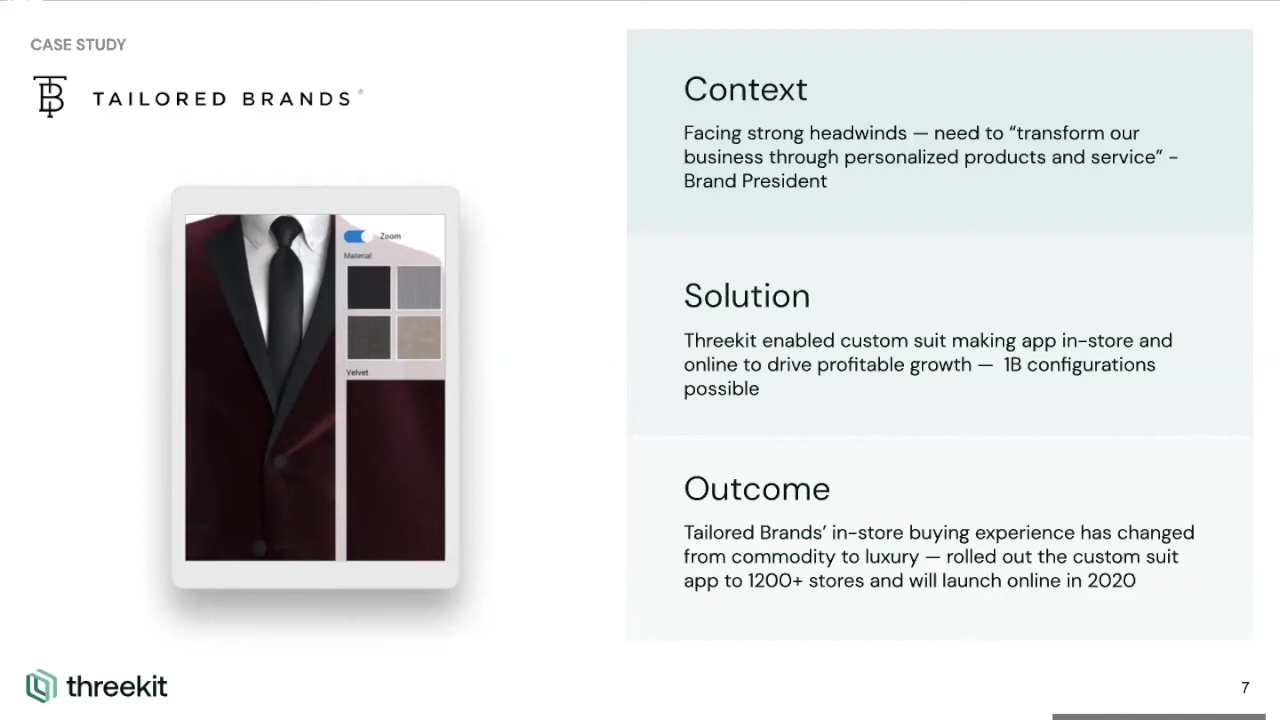 CASE STUDY
TAILORED BRANDS®
Zoom
Material
Velvet
Context
Facing strong headwinds — need to “transform our
business through personalized products and service” -
Brand President
Solution
Threekit enabled custom suit making app in-store and
online to drive profitable growth — 1B configurations
possible
Outcome
Tailored Brands’ in-store buying experience has changed
from commodity to luxury — rolled out the custom suit
app to 1200+ stores and will launch online in 2020
threekit
7